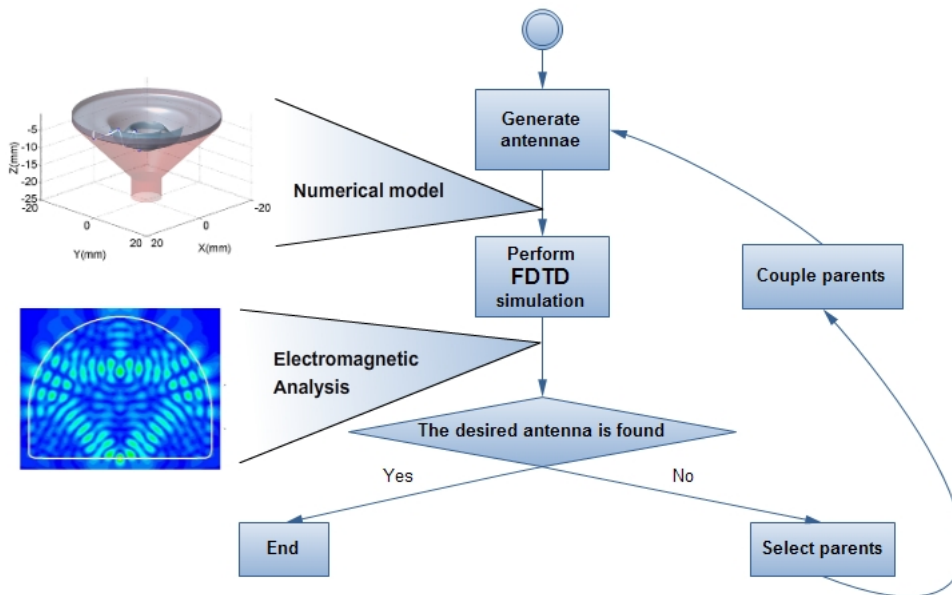 Generate
antennae
-5
-10
-15
-20
-25
-20
Z(mm)
0
20
Y(mm)
20
0
-20
X(mm)
Numerical model
Perform
FDTD
simulation
Couple parents
Electromagnetic
Analysis
The desired antenna is found
Yes
No
End
Select parents